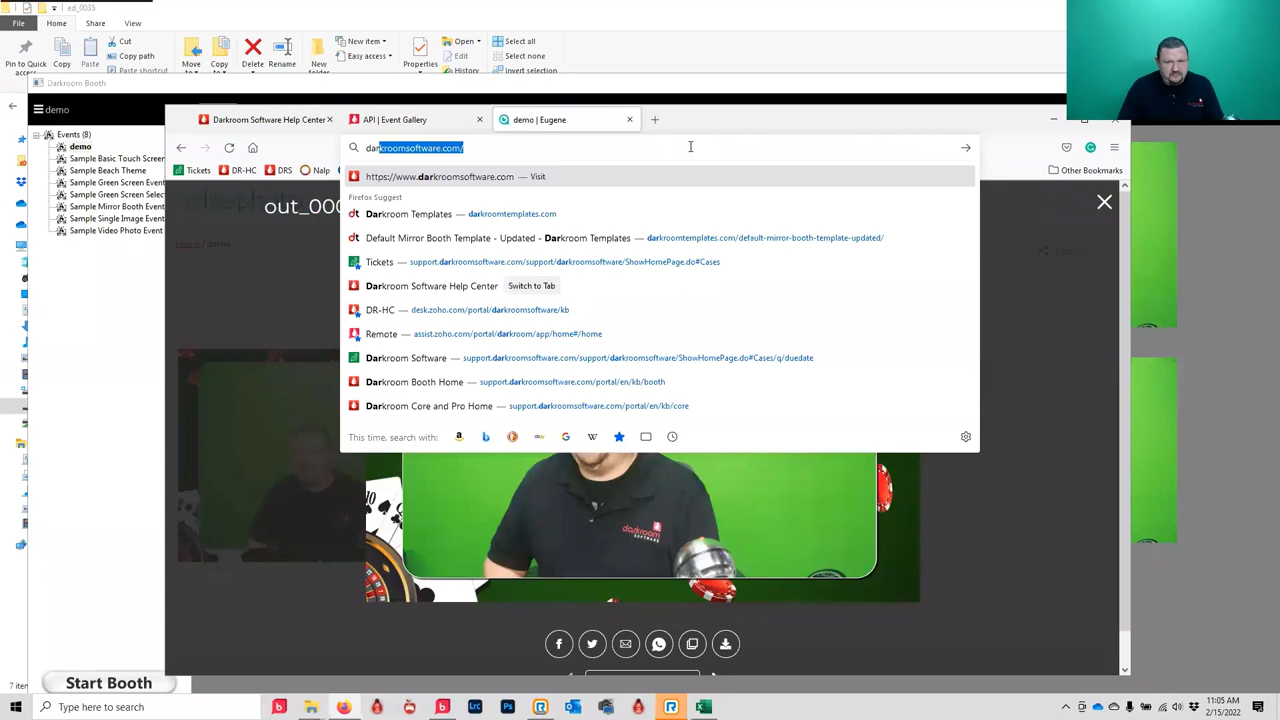 ed_0035
File Home Share View
Pin to Quick access
Copy
Paste
Cut
Copy path
Paste shortcut
Move to
Copy to
Delete
Rename
New folder
New item
Easy access
Properties
Open
Edit
History
Select all
Select none
Invert selection
Darkroom Booth
demo
Events (8)
demo
Sample Basic Touch Screen
Sample Beach Theme
Sample Green Screen Event
Sample Green Screen Select
Sample Mirror Booth Event
Sample Single Image Event
Sample Video Photo Event
Darkroom Software Help Center
API | Event Gallery
demo | Eugene
darkroomsoftware.com/
Tickets DR-HC DRS Nalp
Other Bookmarks
out_000
Home / demo
Share
https://www.darkroomsoftware.com — Visit
Firefox Suggest
Darkroom Templates — darkroomtemplates.com
Default Mirror Booth Template - Updated - Darkroom Templates — darkroomtemplates.com/default-mirror-booth-template-updated/
Tickets — support.darkroomsoftware.com/support/darkroomsoftware/ShowHomePage.do#Cases
Darkroom Software Help Center Switch to Tab
DR-HC — desk.zoho.com/portal/darkroomsoftware/kb
Remote — assist.zoho.com/portal/darkroom/app/home#/home
Darkroom Software — support.darkroomsoftware.com/support/darkroomsoftware/ShowHomePage.do#Cases/q/duedate
Darkroom Booth Home — support.darkroomsoftware.com/portal/en/kb/booth
Darkroom Core and Pro Home — support.darkroomsoftware.com/portal/en/kb/core
This time, search with:
darkroom
SOFTWARE
Start Booth
7 iten
Type here to search
11:05 AM
2/15/2022